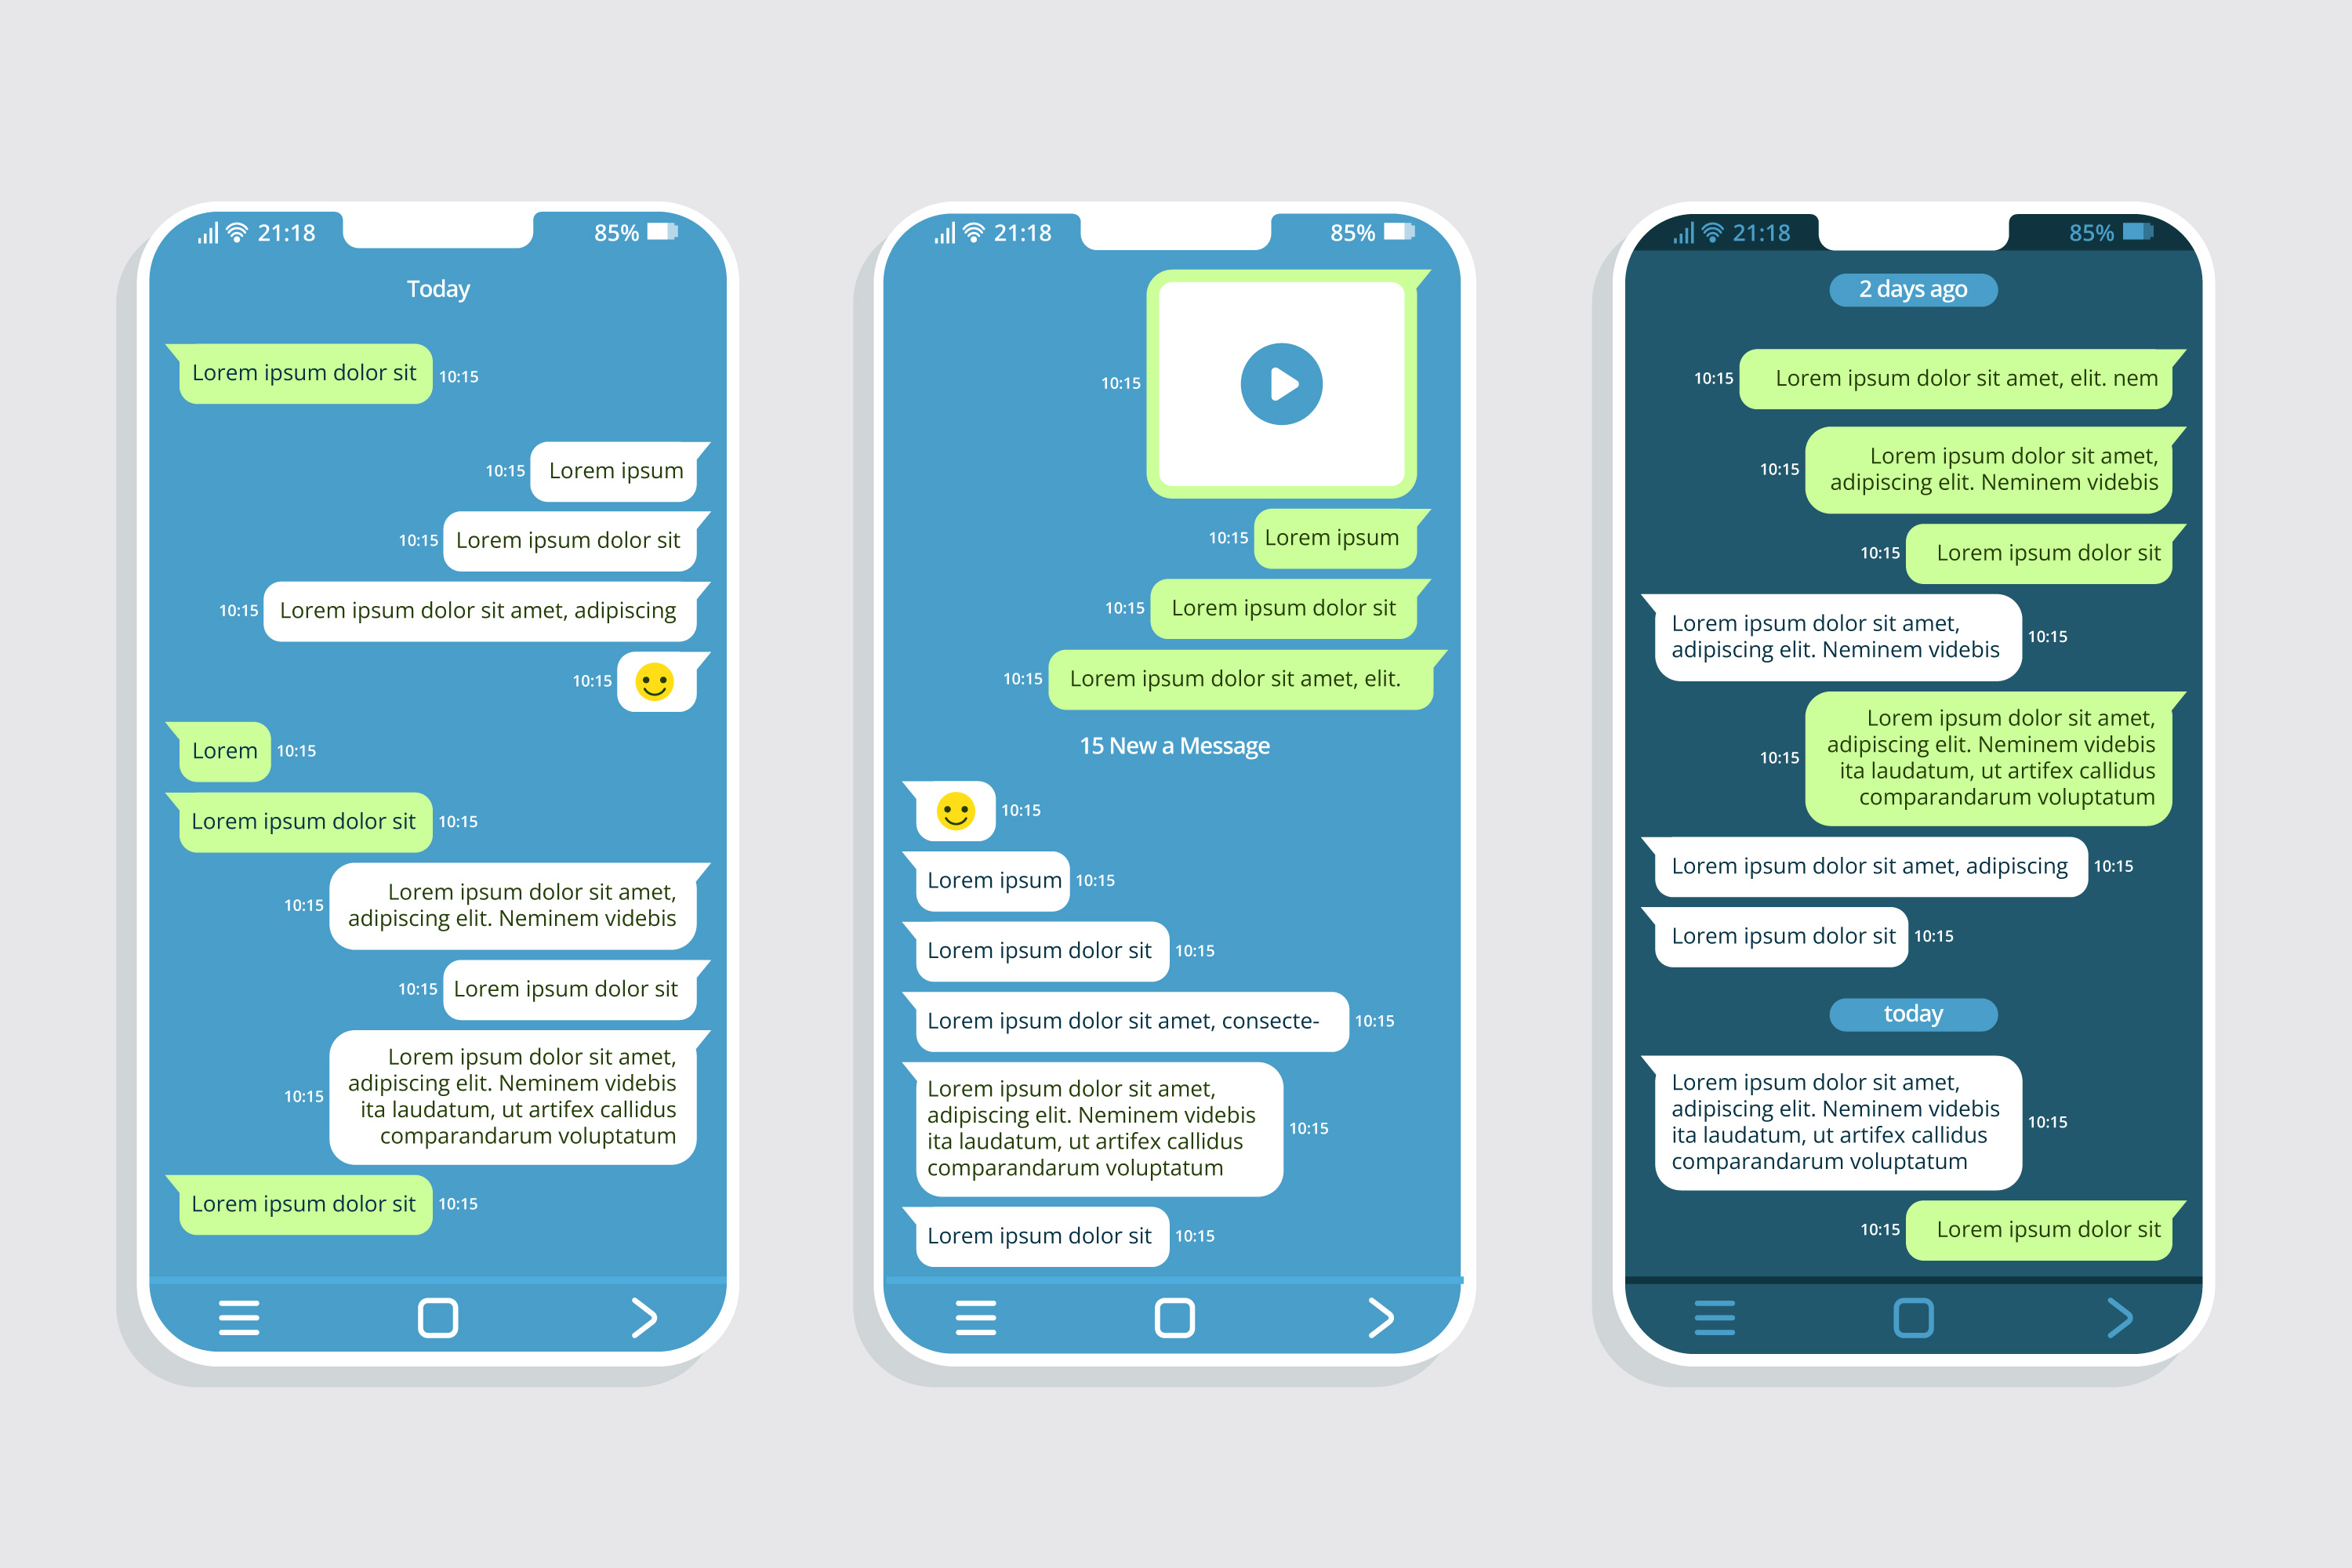 21:18
85%
Today
Lorem ipsum dolor sit 10:15
10:15 Lorem ipsum
10:15 Lorem ipsum dolor sit
10:15 Lorem ipsum dolor sit amet, adipiscing
10:15
Lorem 10:15
Lorem ipsum dolor sit 10:15
Lorem ipsum dolor sit amet,
10:15
adipiscing elit. Neminem videbis
10:15 Lorem ipsum dolor sit
Lorem ipsum dolor sit amet,
adipiscing elit. Neminem videbis
10:15
ita laudatum, ut artifex callidus
comparandarum voluptatum
Lorem ipsum dolor sit 10:15
21:18
85%
10:15
10:15 Lorem ipsum
10:15 Lorem ipsum dolor sit
10:15 Lorem ipsum dolor sit amet, elit.
15 New a Message
10:15
Lorem ipsum 10:15
Lorem ipsum dolor sit 10:15
Lorem ipsum dolor sit amet, consecte- 10:15
Lorem ipsum dolor sit amet,
adipiscing elit. Neminem videbis
10:15
ita laudatum, ut artifex callidus
comparandarum voluptatum
Lorem ipsum dolor sit 10:15
21:18
85%
2 days ago
10:15 Lorem ipsum dolor sit amet, elit. nem
Lorem ipsum dolor sit amet,
10:15
adipiscing elit. Neminem videbis
10:15 Lorem ipsum dolor sit
Lorem ipsum dolor sit amet,
10:15
adipiscing elit. Neminem videbis
Lorem ipsum dolor sit amet,
adipiscing elit. Neminem videbis
10:15
ita laudatum, ut artifex callidus
comparandarum voluptatum
Lorem ipsum dolor sit amet, adipiscing 10:15
Lorem ipsum dolor sit 10:15
today
Lorem ipsum dolor sit amet,
adipiscing elit. Neminem videbis
10:15
ita laudatum, ut artifex callidus
comparandarum voluptatum
10:15 Lorem ipsum dolor sit